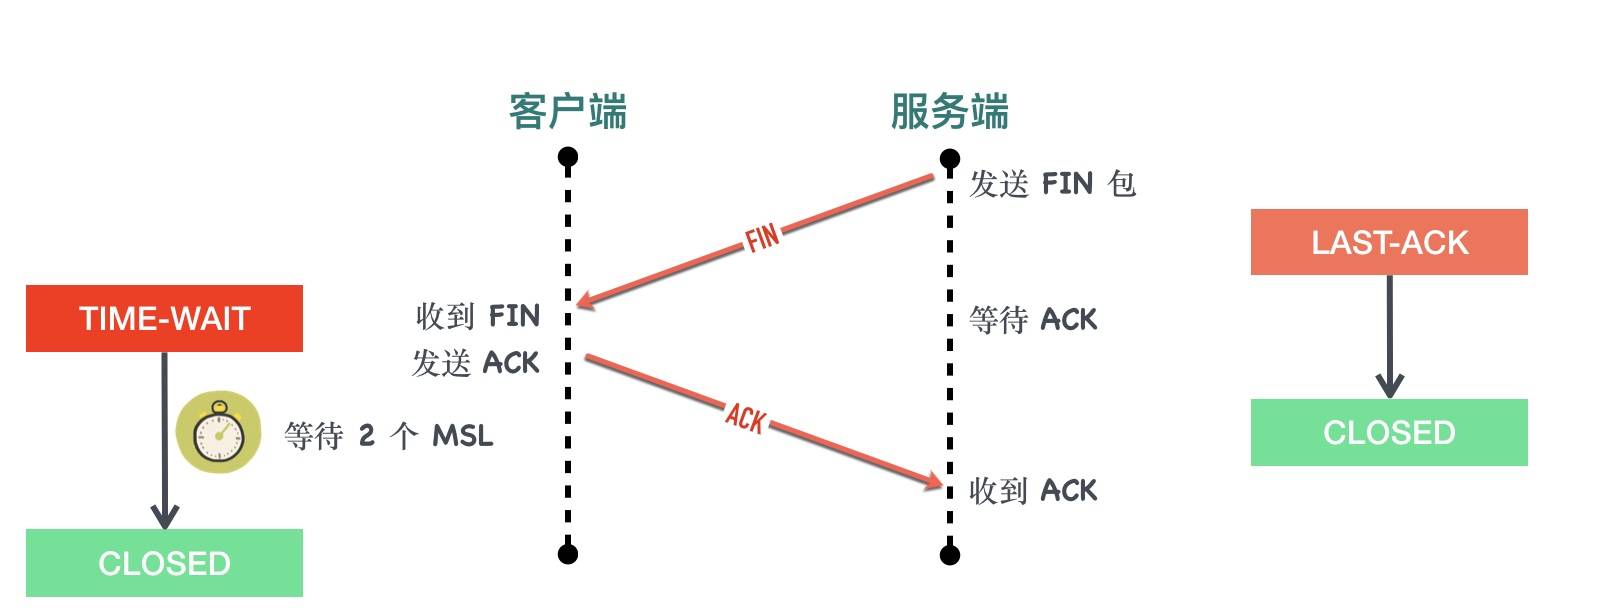 客户端
服务端
发送 FIN 包
FIN
LAST-ACK
TIME-WAIT
收到 FIN
等待 ACK
发送 ACK
ACK
等待 2 个 MSL
CLOSED
收到 ACK
CLOSED